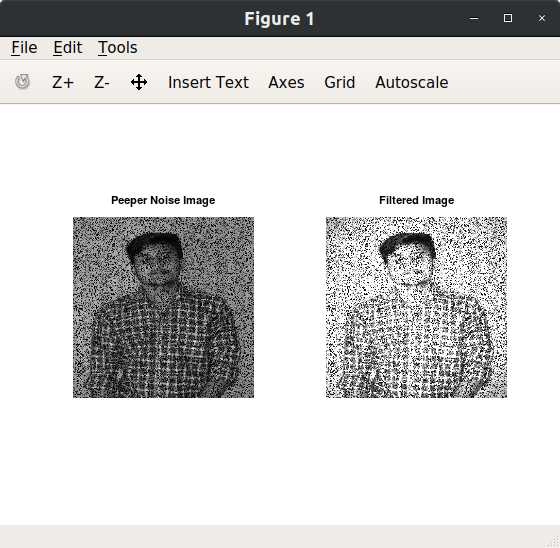 Figure 1
File Edit Tools
Z+ Z- Insert Text Axes Grid Autoscale
Peeper Noise Image Filtered Image